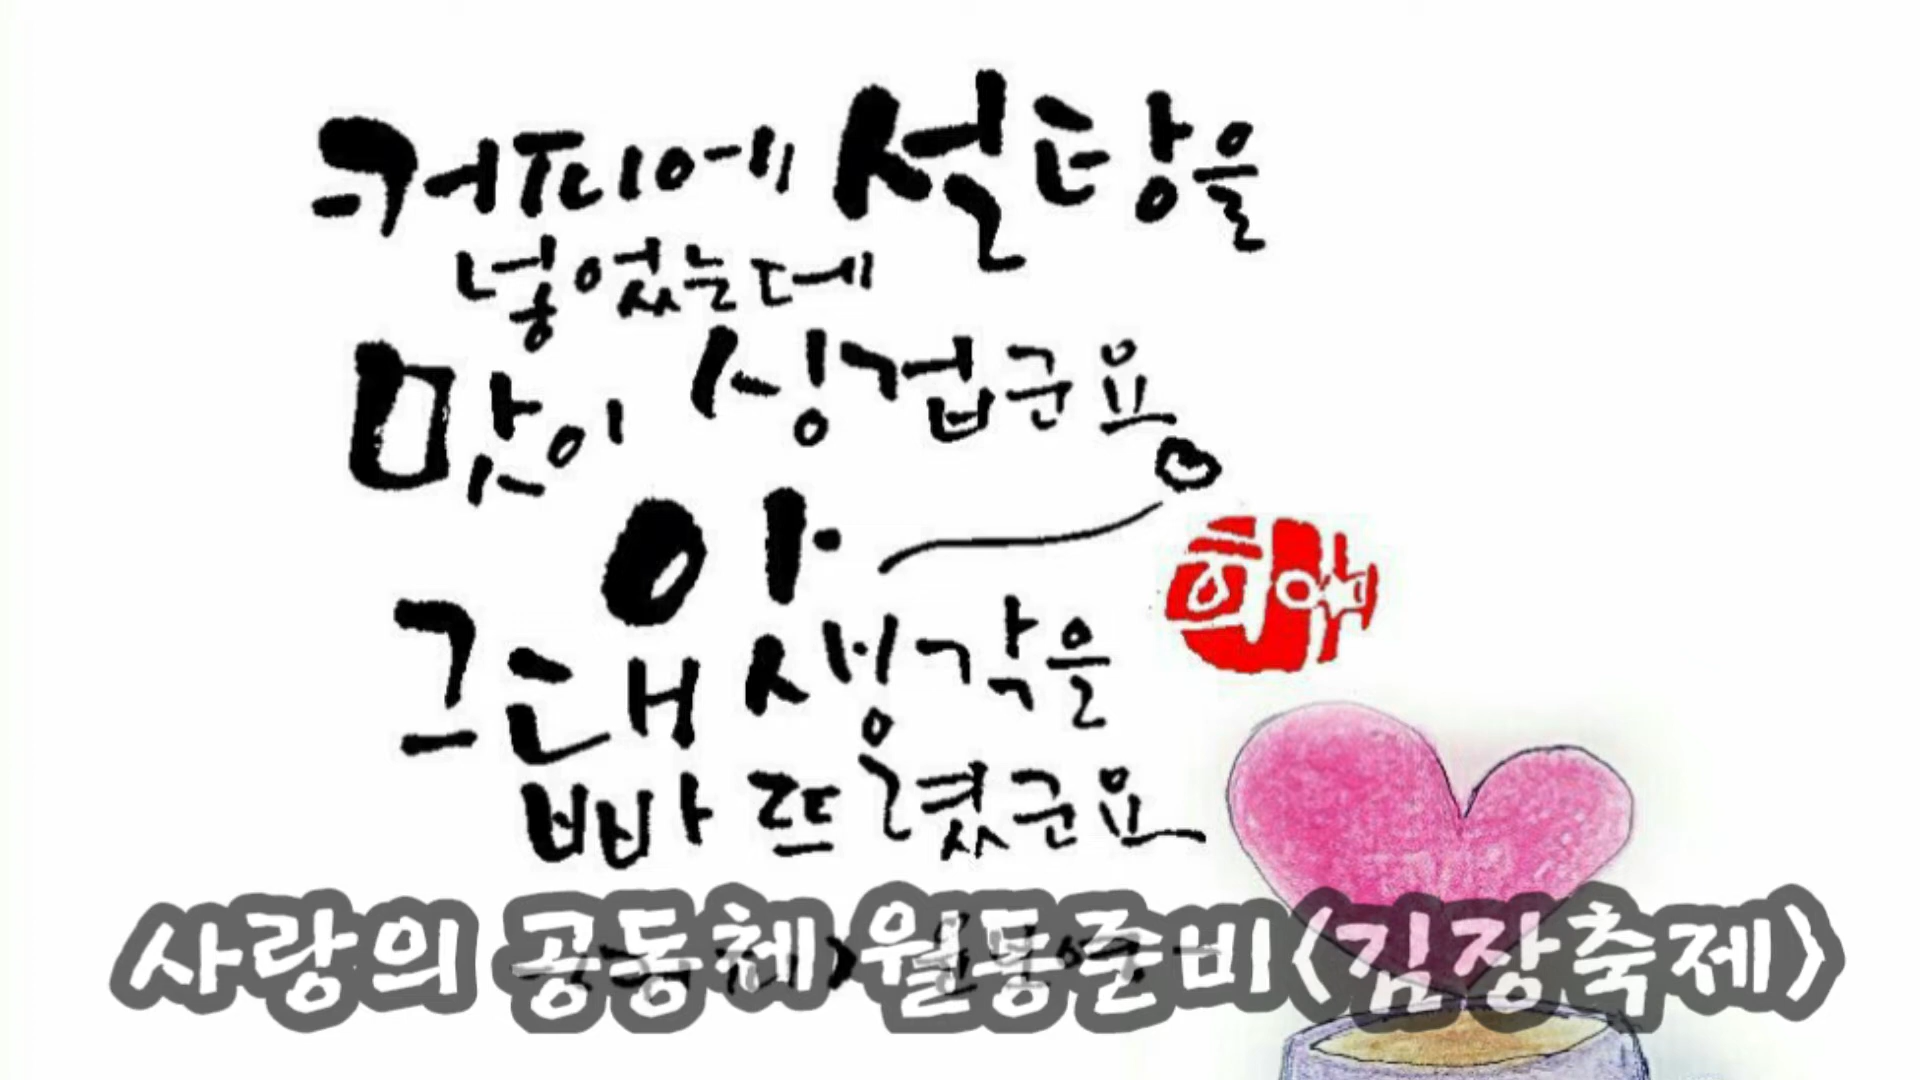 커피에 설탕을
넣었는데
맛이 싱겁군요
아
그대 생각을
빠뜨렸군요
사랑의 공동체 월동준비<김장축제>